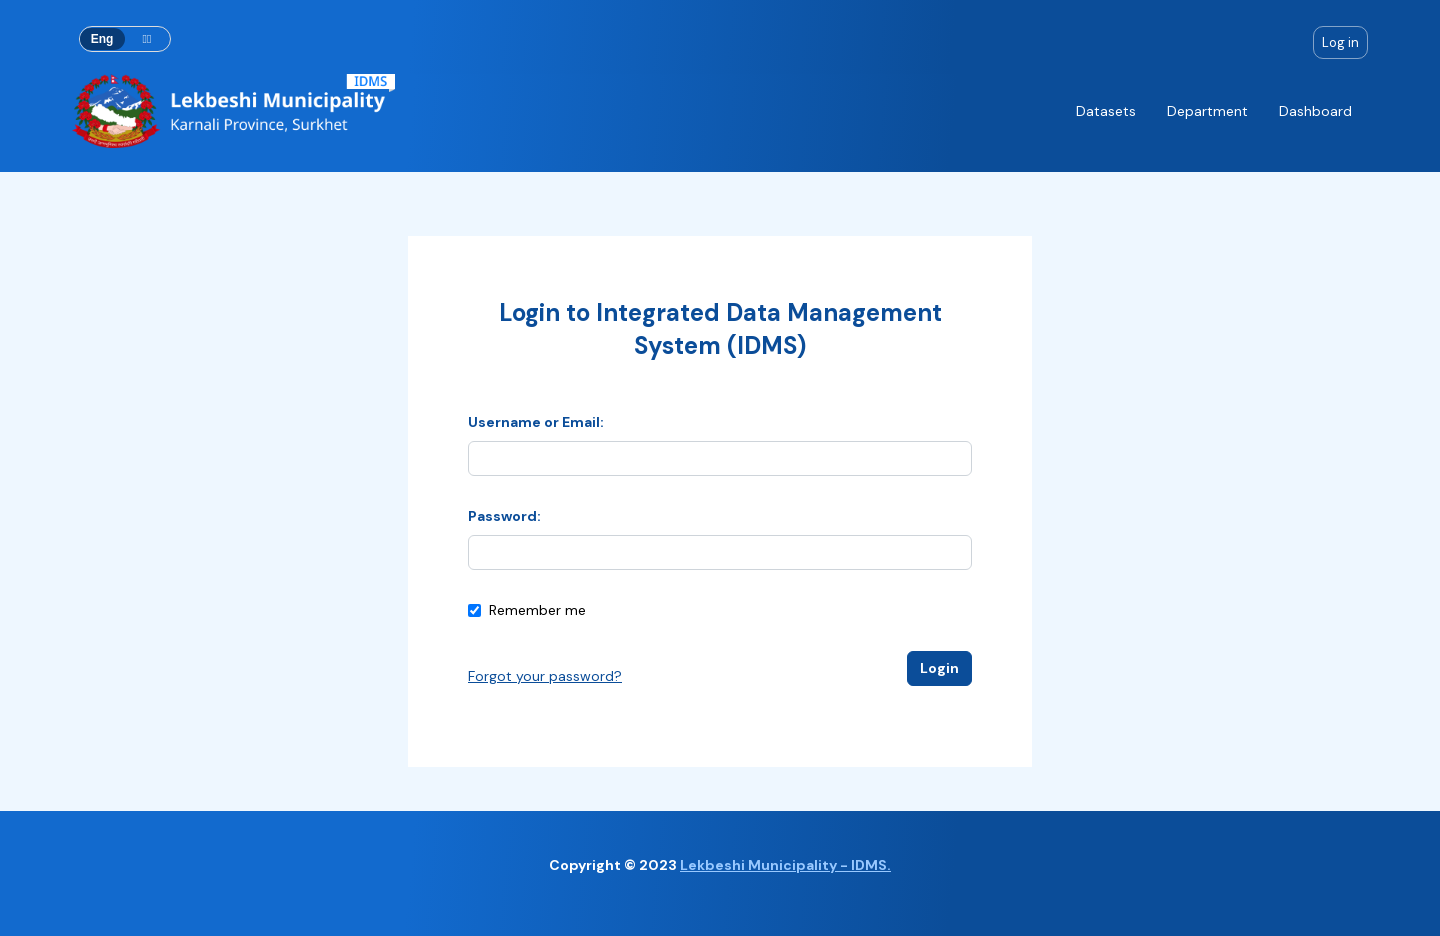 Eng
Log in
IDMS
Lekbeshi Municipality
Karnali Province, Surkhet
Datasets Department Dashboard
Login to Integrated Data Management
System (IDMS)
Username or Email:
Password:
Remember me
Forgot your password?
Login
Copyright © 2023 Lekbeshi Municipality - IDMS.